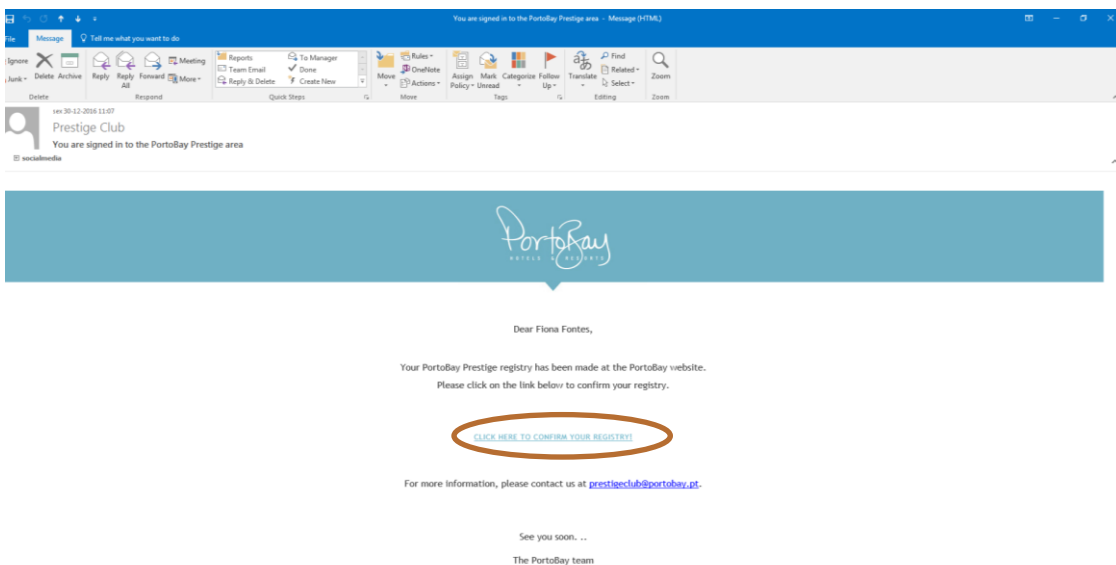 You are signed in to the PortoBay Prestige area - Message (HTML)
File Message Tell me what you want to do
Ignore
Junk
Delete Archive
Reply Reply All Forward
Meeting
More
Reports To Manager
Team Email Done
Reply & Delete Create New
Move
Rules
OneNote
Actions
Assign Policy Mark Unread Categorize Follow Up
Translate
Find
Related
Select
Zoom
Delete Respond Quick Steps Move Tags Editing Zoom
sex 30-12-2016 11:07
Prestige Club
You are signed in to the PortoBay Prestige area
socialmedia
PortoBay
HOTELS & RESORTS
Dear Fiona Fontes,
Your PortoBay Prestige registry has been made at the PortoBay website.
Please click on the link below to confirm your registry.
CLICK HERE TO CONFIRM YOUR REGISTRY!
For more information, please contact us at prestigeclub@portobay.pt.
See you soon. ..
The PortoBay team